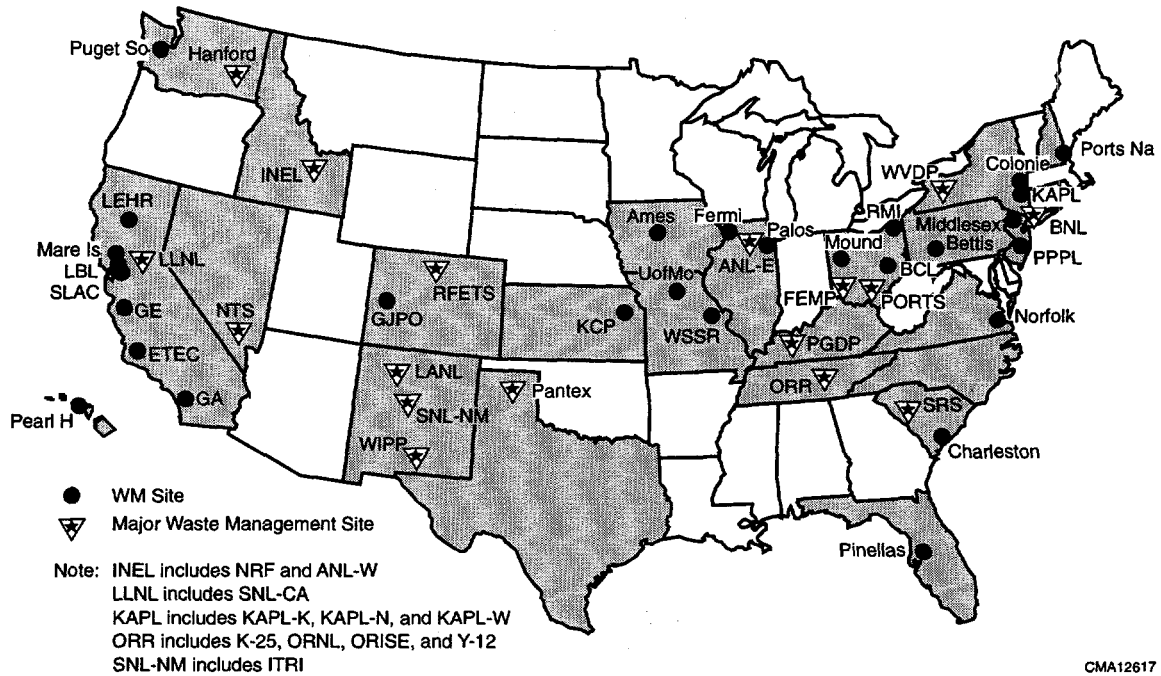 Puget So
Hanford
INEL
LEHR
Mare Is
LBL
SLAC
LLNL
GE
NTS
ETEC
GA
Pearl H
GJPO
RFETS
LANL
SNL-NM
WIPP
Pantex
KCP
Ames
UofMo
WSSR
Fermi
Palos
ANL-E
Mound
RMI
BCL
FEMP
PORTS
PGDP
ORR
WVDP
Colonie
Ports Na
KAPL
Middlesex
BNL
Bettis
PPPL
Norfolk
SRS
Charleston
Pinellas
WM Site
Major Waste Management Site
Note: INEL includes NRF and ANL-W
LLNL includes SNL-CA
KAPL includes KAPL-K, KAPL-N, and KAPL-W
ORR includes K-25, ORNL, ORISE, and Y-12
SNL-NM includes ITRI
CMA12617